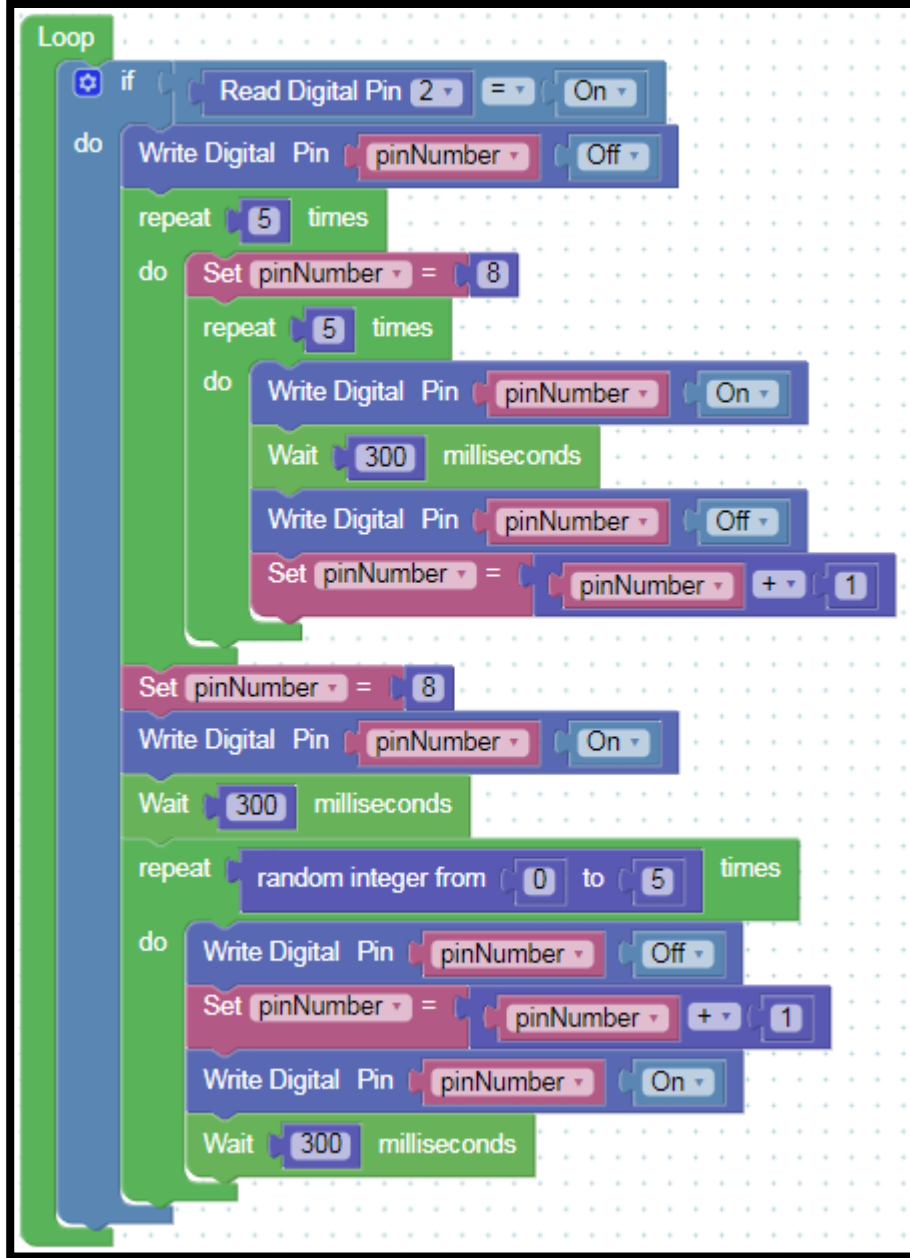 Loop
if Read Digital Pin 2 = On
do Write Digital Pin pinNumber Off
repeat 5 times
do Set pinNumber = 8
repeat 5 times
do Write Digital Pin pinNumber On
Wait 300 milliseconds
Write Digital Pin pinNumber Off
Set pinNumber = pinNumber + 1
Set pinNumber = 8
Write Digital Pin pinNumber On
Wait 300 milliseconds
repeat random integer from 0 to 5 times
do Write Digital Pin pinNumber Off
Set pinNumber = pinNumber + 1
Write Digital Pin pinNumber On
Wait 300 milliseconds